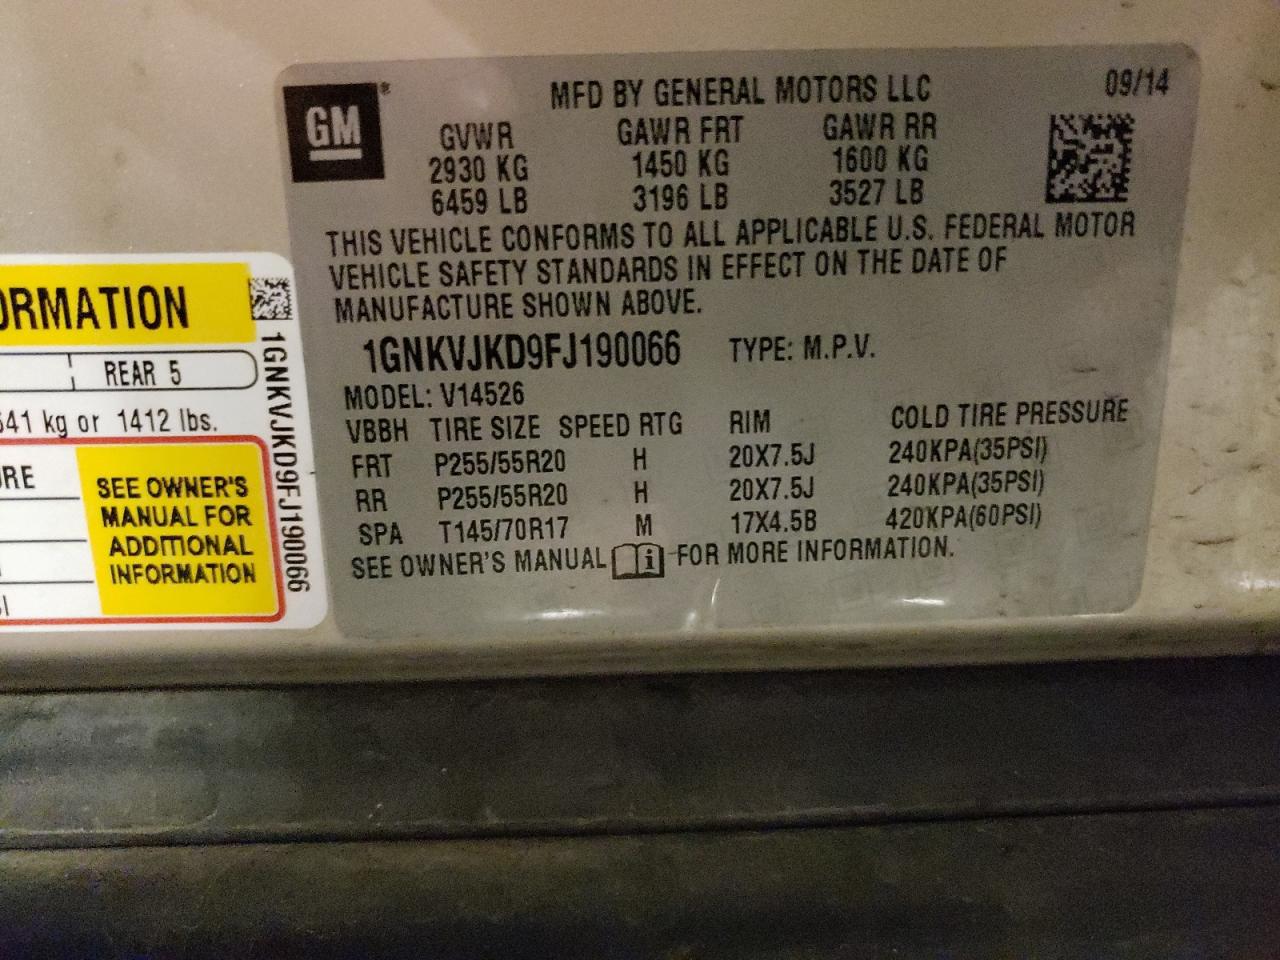 GM ®
MFD BY GENERAL MOTORS LLC 09/14
GVWR GAWR FRT GAWR RR
2930 KG 1450 KG 1600 KG
6459 LB 3196 LB 3527 LB
THIS VEHICLE CONFORMS TO ALL APPLICABLE U.S. FEDERAL MOTOR
VEHICLE SAFETY STANDARDS IN EFFECT ON THE DATE OF
MANUFACTURE SHOWN ABOVE.
1GNKVJKD9FJ190066 TYPE: M.P.V.
MODEL: V14526
VBBH TIRE SIZE SPEED RTG RIM COLD TIRE PRESSURE
FRT P255/55R20 H 20X7.5J 240KPA(35PSI)
RR P255/55R20 H 20X7.5J 240KPA(35PSI)
SPA T145/70R17 M 17X4.5B 420KPA(60PSI)
SEE OWNER'S MANUAL i FOR MORE INFORMATION.
ORMATION
REAR 5
641 kg or 1412 lbs.
URE
SEE OWNER'S
MANUAL FOR
ADDITIONAL
INFORMATION
1GNKVJKD9FJ190066